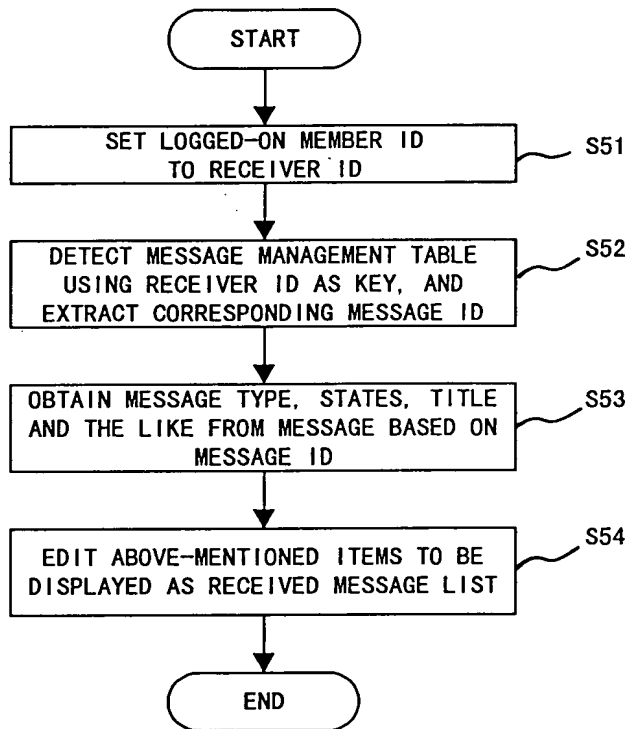 START
SET LOGGED-ON MEMBER ID
TO RECEIVER ID
S51
DETECT MESSAGE MANAGEMENT TABLE
USING RECEIVER ID AS KEY, AND
EXTRACT CORRESPONDING MESSAGE ID
S52
OBTAIN MESSAGE TYPE, STATES, TITLE
AND THE LIKE FROM MESSAGE BASED ON
MESSAGE ID
S53
EDIT ABOVE-MENTIONED ITEMS TO BE
DISPLAYED AS RECEIVED MESSAGE LIST
S54
END